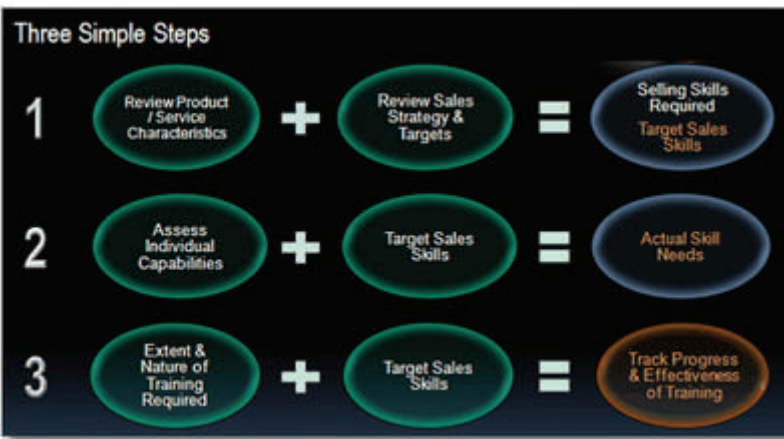 Three Simple Steps
1
Review Product
/ Service
Characteristics
+
Review Sales
Strategy &
Targets
=
Selling Skills
Required
Target Sales
Skills
2
Assess
Individual
Capabilities
+
Target Sales
Skills
=
Actual Skill
Needs
3
Extent &
Nature of
Training
Required
+
Target Sales
Skills
=
Track Progress
& Effectiveness
of Training